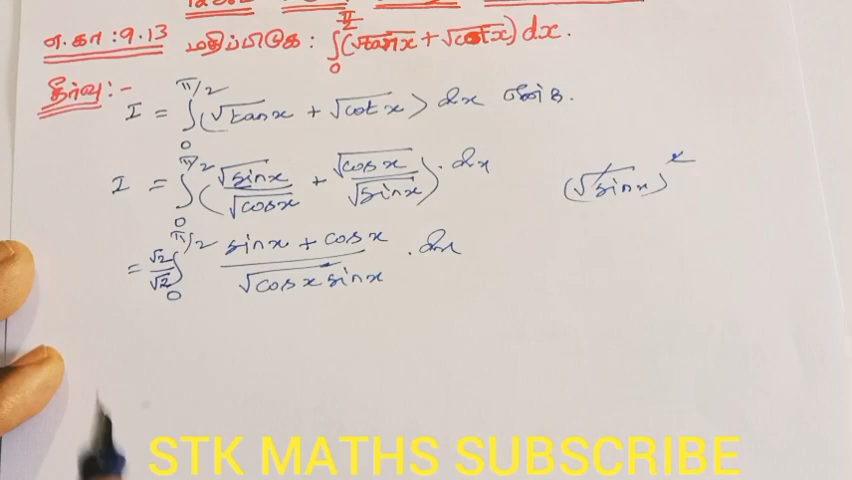 எ.கா : 9.13 மதிப்பிடுக : ∫₀^(π/2) (√tan x + √cot x) dx.
தீர்வு :-
I = ∫₀^(π/2) (√tan x + √cot x) dx என்க.
I = ∫₀^(π/2) (√sin x / √cos x + √cos x / √sin x) . dx (√sin x)²
= √2/√2 ∫₀^(π/2) (sin x + cos x) / √(cos x sin x) . dx
STK MATHS SUBSCRIBE